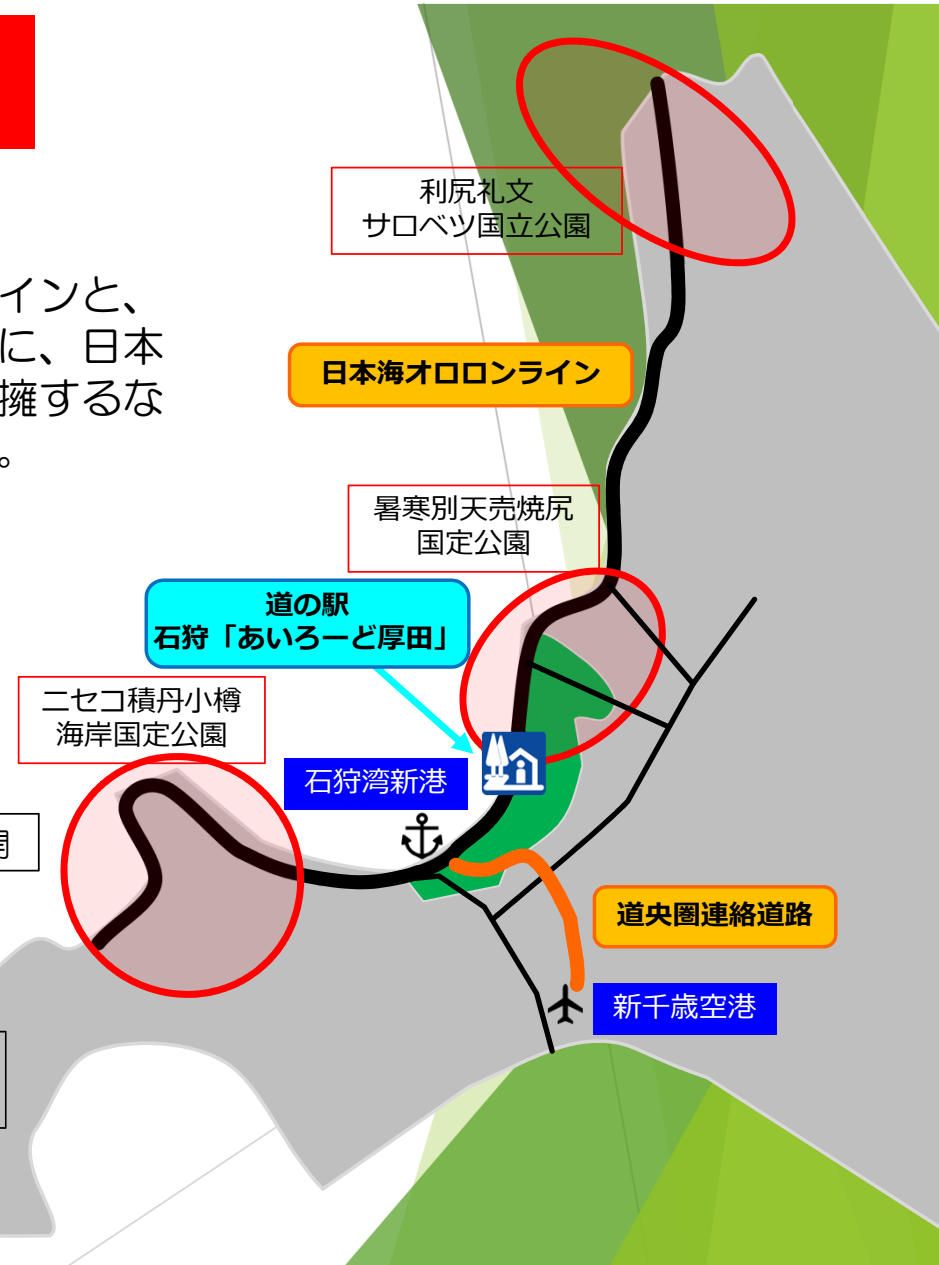 利尻礼文
サロベツ国立公園
インと、
に、日本
擁するな
。
日本海オロロンライン
暑寒別天売焼尻
国定公園
道の駅
石狩「あいろーど厚田」
ニセコ積丹小樽
海岸国定公園
石狩湾新港
道央圏連絡道路
新千歳空港